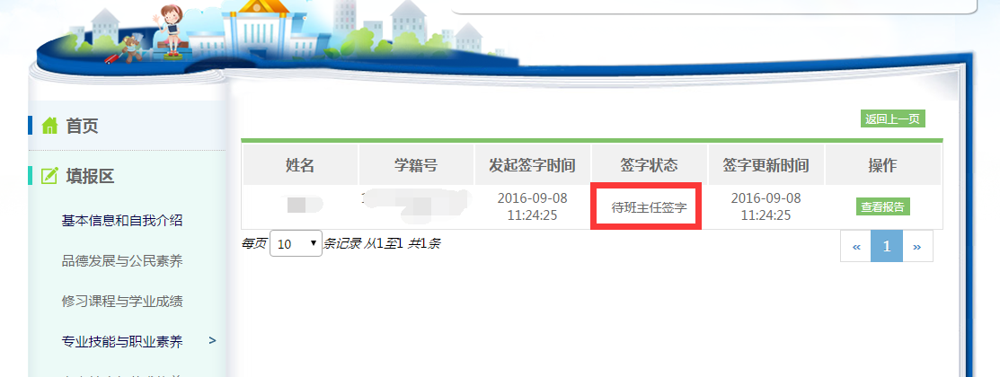 返回上一页
首页
填报区
基本信息和自我介绍
品德发展与公民素养
修习课程与学业成绩
专业技能与职业素养 >
姓名 学籍号 发起签字时间 签字状态 签字更新时间 操作
2016-09-08
11:24:25
待班主任签字
2016-09-08
11:24:25
查看报告
每页 10 条记录 从1至1 共1条
« 1 »